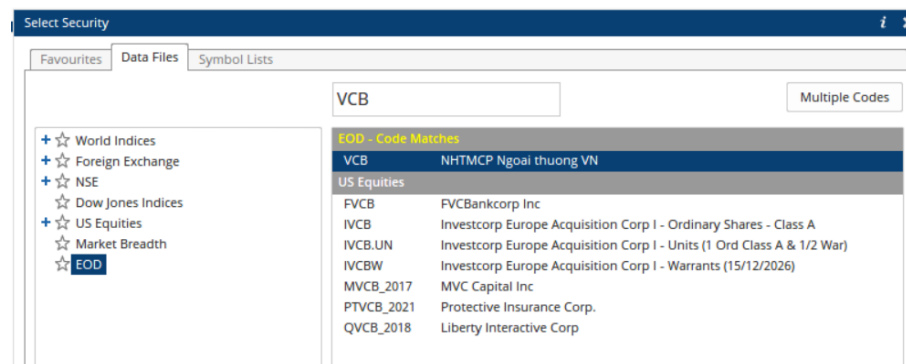 Select Security i
Favourites Data Files Symbol Lists
VCB Multiple Codes
+ World Indices
+ Foreign Exchange
+ NSE
Dow Jones Indices
+ US Equities
Market Breadth
EOD
EOD - Code Matches
VCB NHTMCP Ngoai thuong VN
US Equities
FVCB FVCBankcorp Inc
IVCB Investcorp Europe Acquisition Corp I - Ordinary Shares - Class A
IVCB.UN Investcorp Europe Acquisition Corp I - Units (1 Ord Class A & 1/2 War)
IVCBW Investcorp Europe Acquisition Corp I - Warrants (15/12/2026)
MVCB_2017 MVC Capital Inc
PTVCB_2021 Protective Insurance Corp.
QVCB_2018 Liberty Interactive Corp